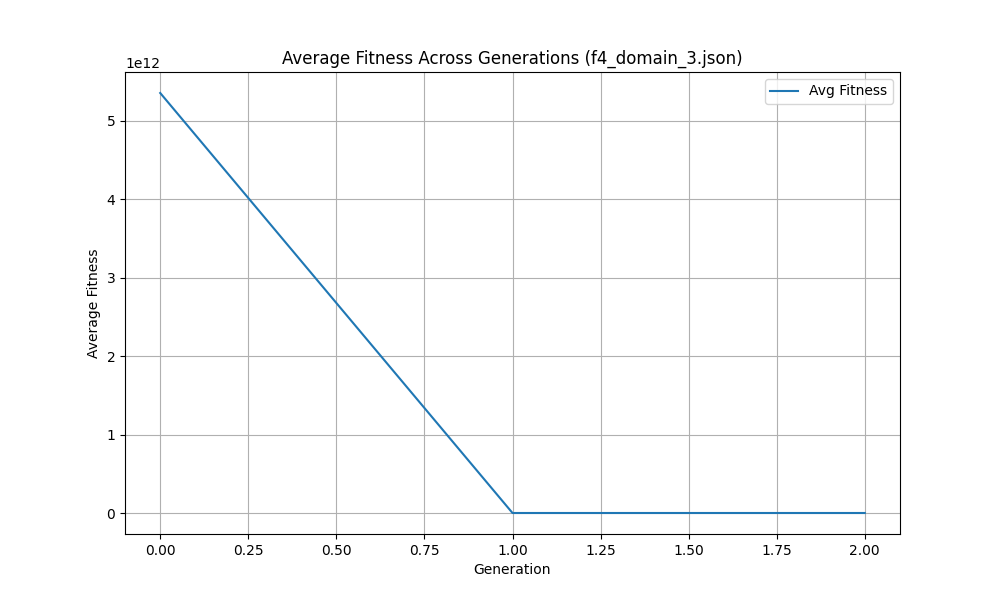 Average Fitness Across Generations (f4_domain_3.json)
1e12
Avg Fitness
5
4
3
2
1
0
Average Fitness
0.00 0.25 0.50 0.75 1.00 1.25 1.50 1.75 2.00
Generation